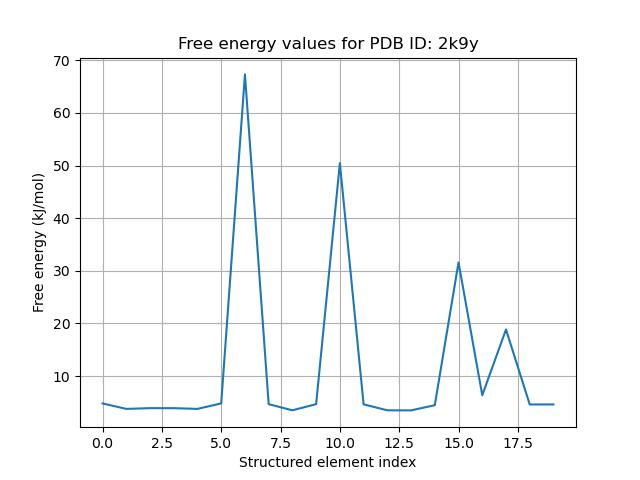 Free energy values for PDB ID: 2k9y
70
60
50
40
30
20
10
Free energy (kJ/mol)
0.0 2.5 5.0 7.5 10.0 12.5 15.0 17.5
Structured element index